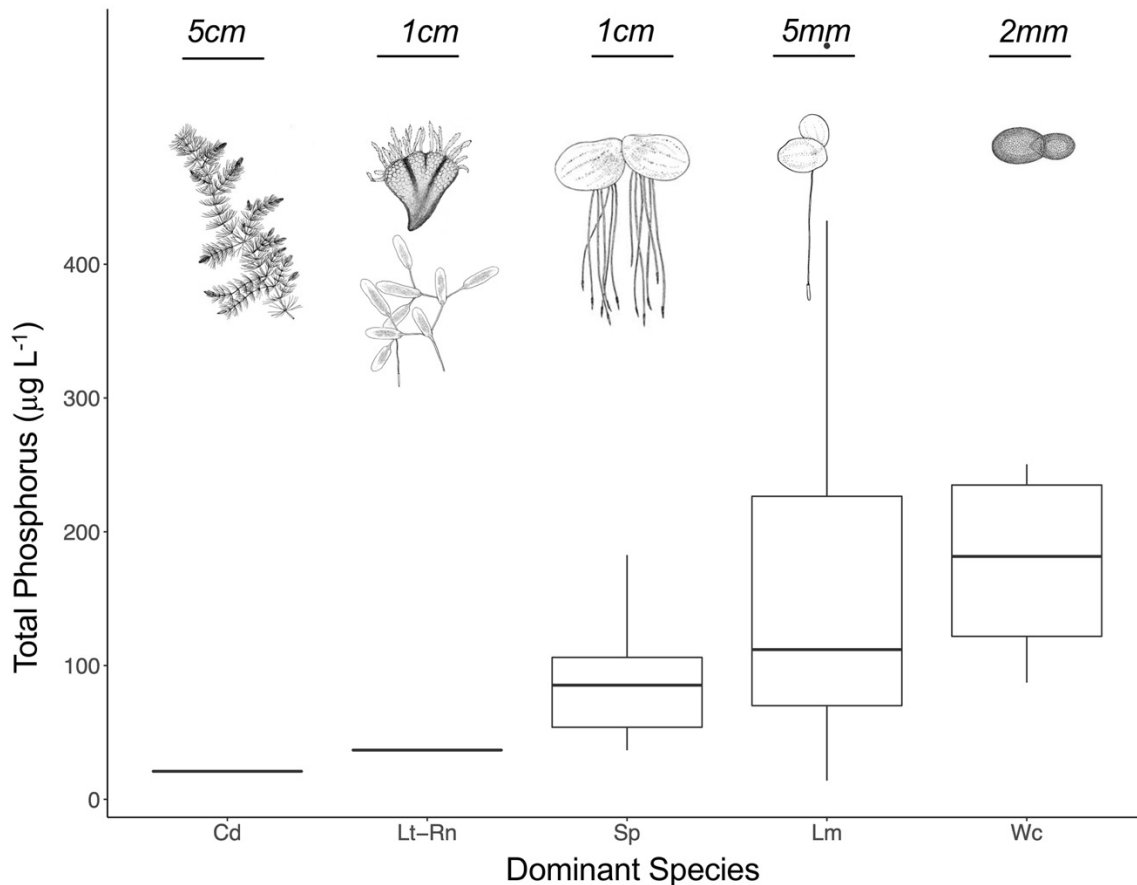 5cm 1cm 1cm 5mm 2mm
Total Phosphorus (μg L⁻¹)
400
300
200
100
0
Cd Lt–Rn Sp Lm Wc
Dominant Species